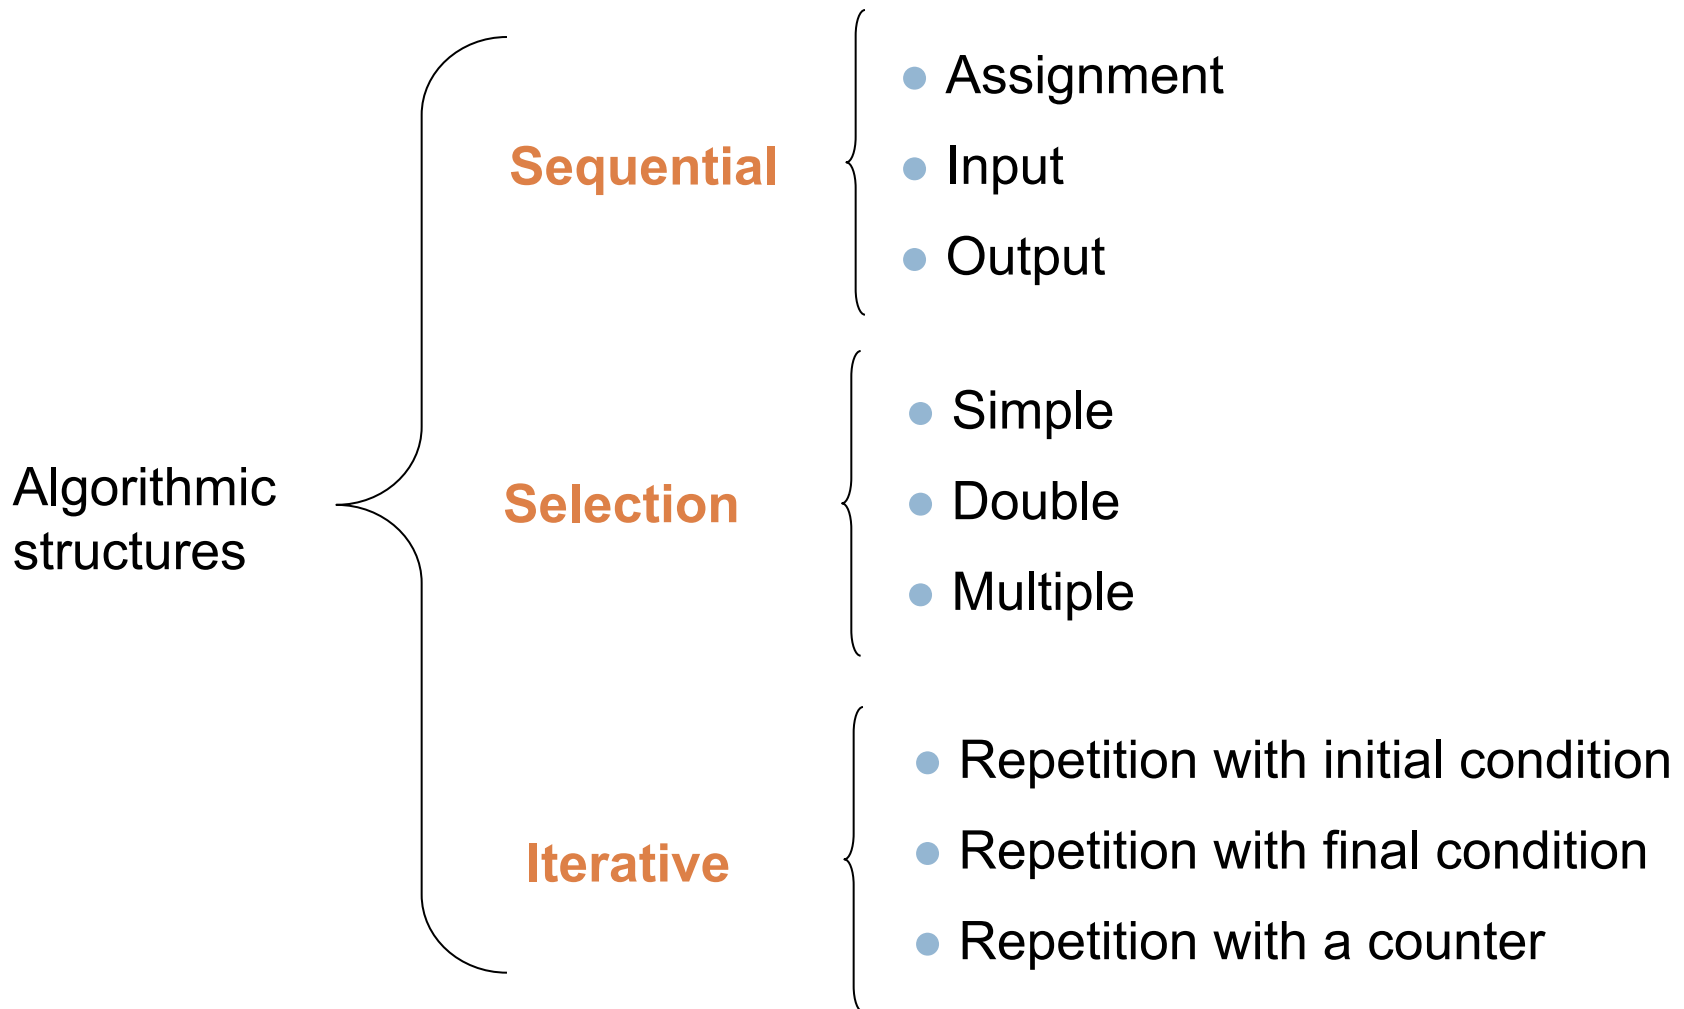 Algorithmic
structures
Sequential
Assignment
Input
Output
Selection
Simple
Double
Multiple
Iterative
Repetition with initial condition
Repetition with final condition
Repetition with a counter